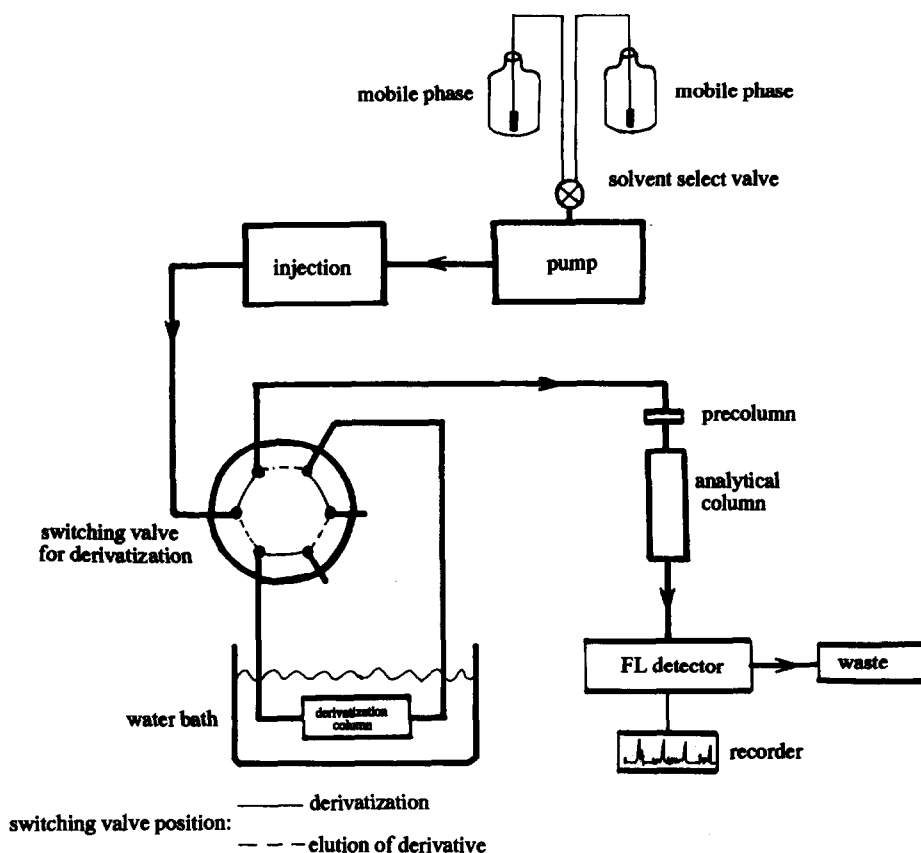 mobile phase
mobile phase
solvent select valve
injection
pump
precolumn
analytical
column
switching valve
for derivatization
FL detector
waste
water bath
derivatization
column
recorder
switching valve position:
derivatization
elution of derivative